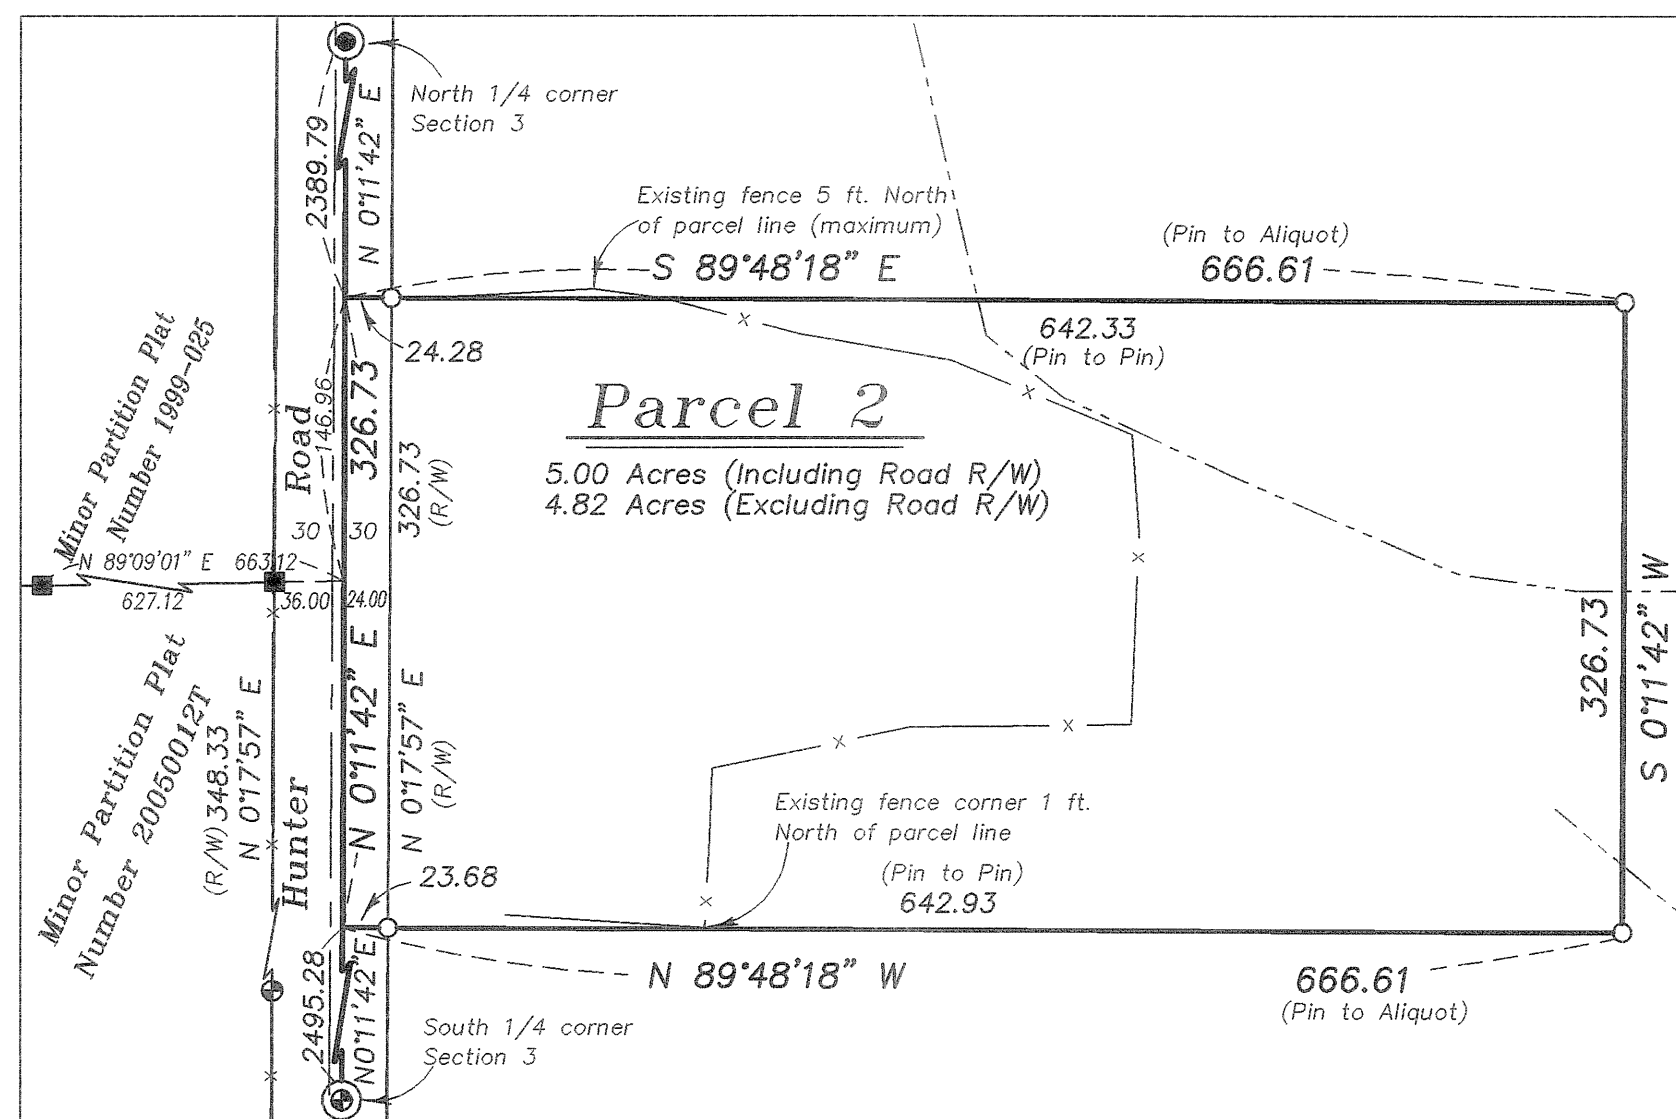 North 1/4 corner
Section 3
2389.79
N 0°11'42" E
Existing fence 5 ft. North
of parcel line (maximum)
S 89°48'18" E
(Pin to Aliquot)
666.61
24.28
642.33
(Pin to Pin)
Minor Partition Plat
Number 1999-025
Hunter Road
146.96
326.73
326.73
(R/W)
Parcel 2
5.00 Acres (Including Road R/W)
4.82 Acres (Excluding Road R/W)
30
30
N 89°09'01" E 663.12
627.12
36.00
24.00
Minor Partition Plat
Number 20050012T
(R/W) 348.33
N 0°17'57" E
N 0°11'42" E
N 0°17'57" E
(R/W)
326.73
S 0°11'42" W
Existing fence corner 1 ft.
North of parcel line
23.68
(Pin to Pin)
642.93
N 89°48'18" W
666.61
(Pin to Aliquot)
2495.28
N0°11'42"E
South 1/4 corner
Section 3